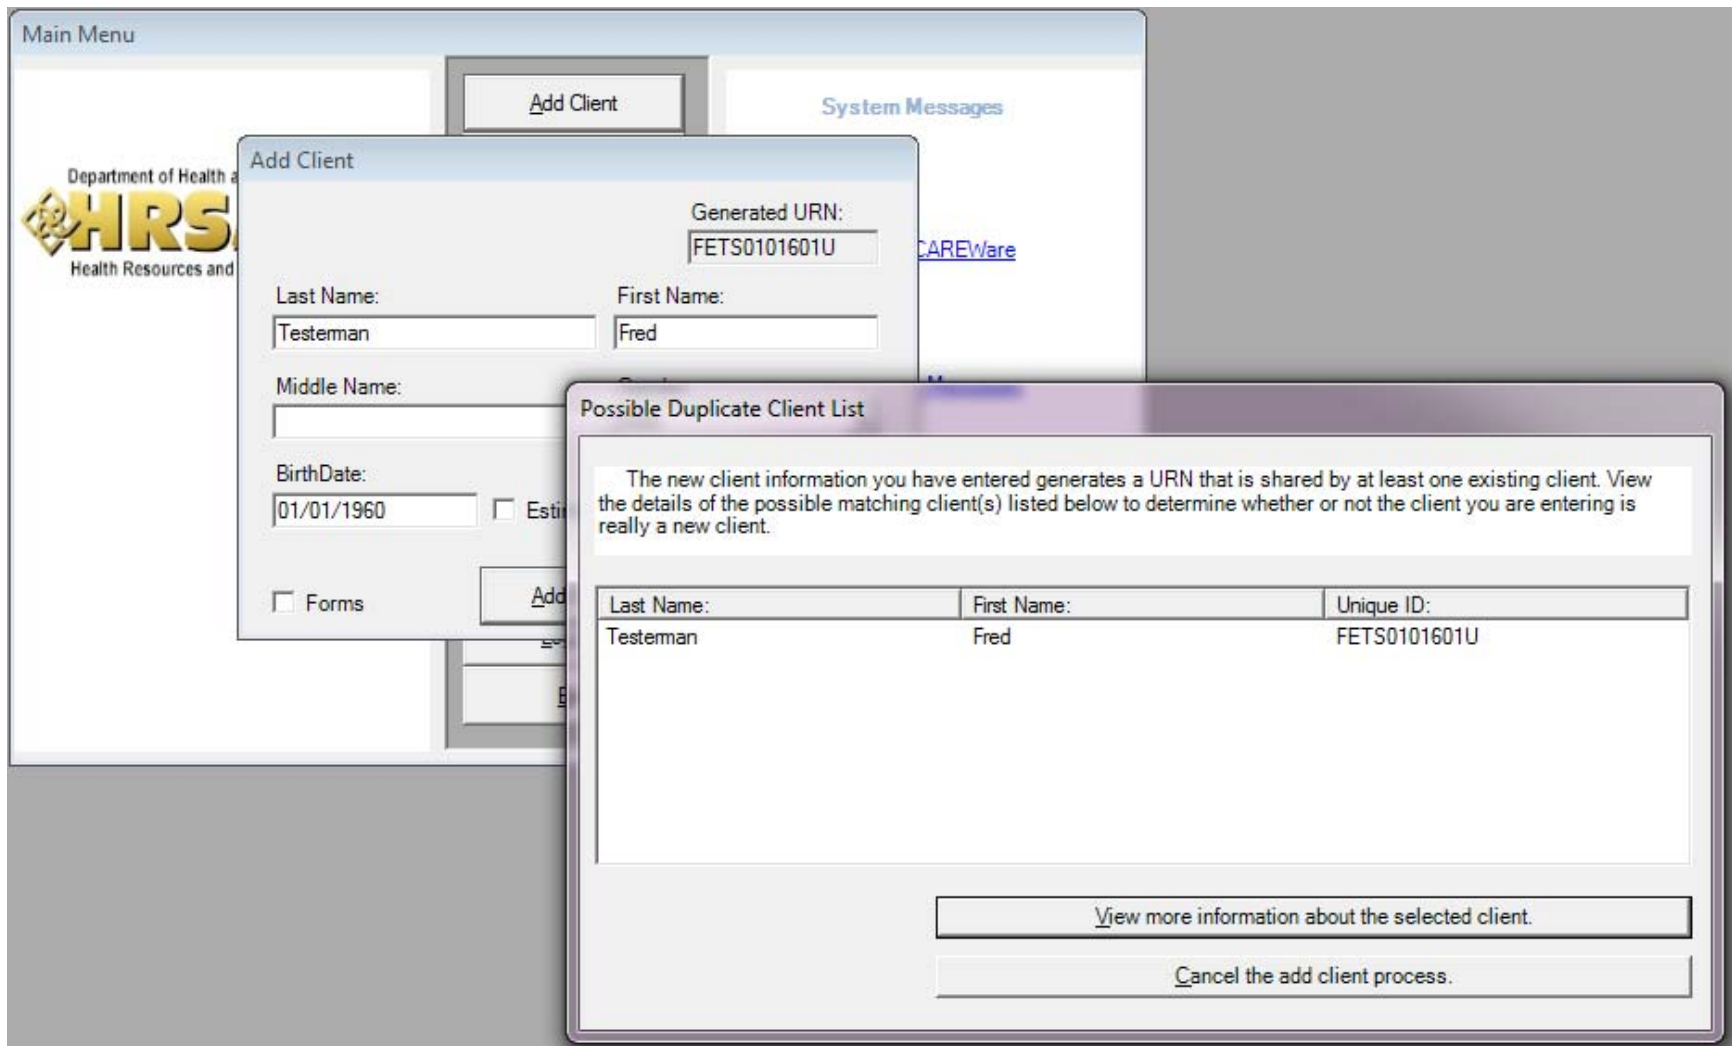 Main Menu
Add Client
System Messages
Department of Health a
HRS
Health Resources and
CAREWare
Add Client
Generated URN:
FETS0101601U
Last Name:
First Name:
Testerman
Fred
Middle Name:
BirthDate:
01/01/1960
Forms
Add
Possible Duplicate Client List
The new client information you have entered generates a URN that is shared by at least one existing client. View
the details of the possible matching client(s) listed below to determine whether or not the client you are entering is
really a new client.
Last Name:
First Name:
Unique ID:
Testerman
Fred
FETS0101601U
View more information about the selected client.
Cancel the add client process.